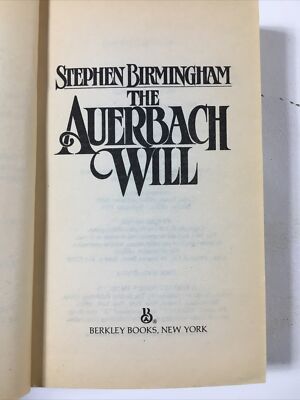 STEPHEN BIRMINGHAM
THE
AUERBACH
WILL
B
BERKLEY BOOKS, NEW YORK